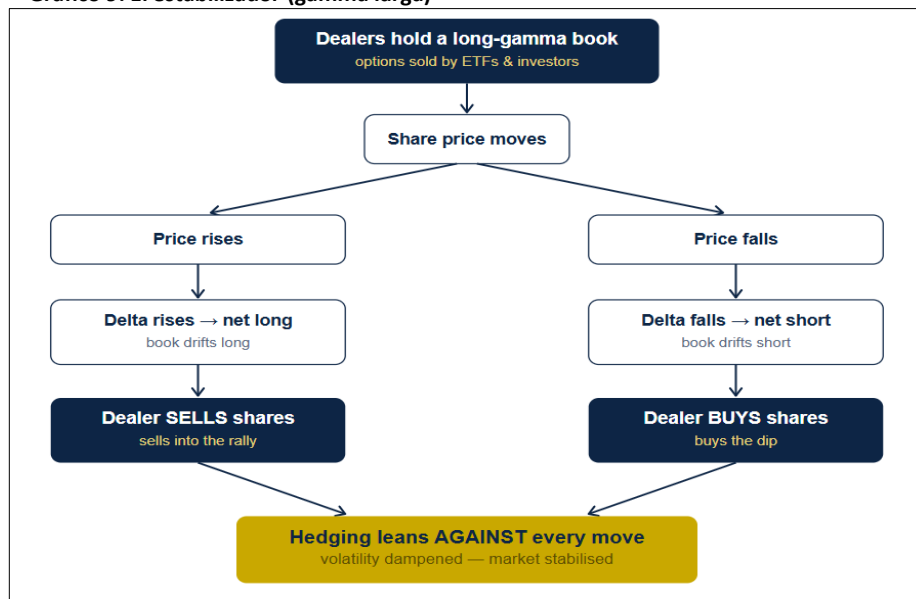 Dealers hold a long-gamma book
options sold by ETFs & investors
Share price moves
Price rises
Price falls
Delta rises → net long
book drifts long
Delta falls → net short
book drifts short
Dealer SELLS shares
sells into the rally
Dealer BUYS shares
buys the dip
Hedging leans AGAINST every move
volatility dampened — market stabilised